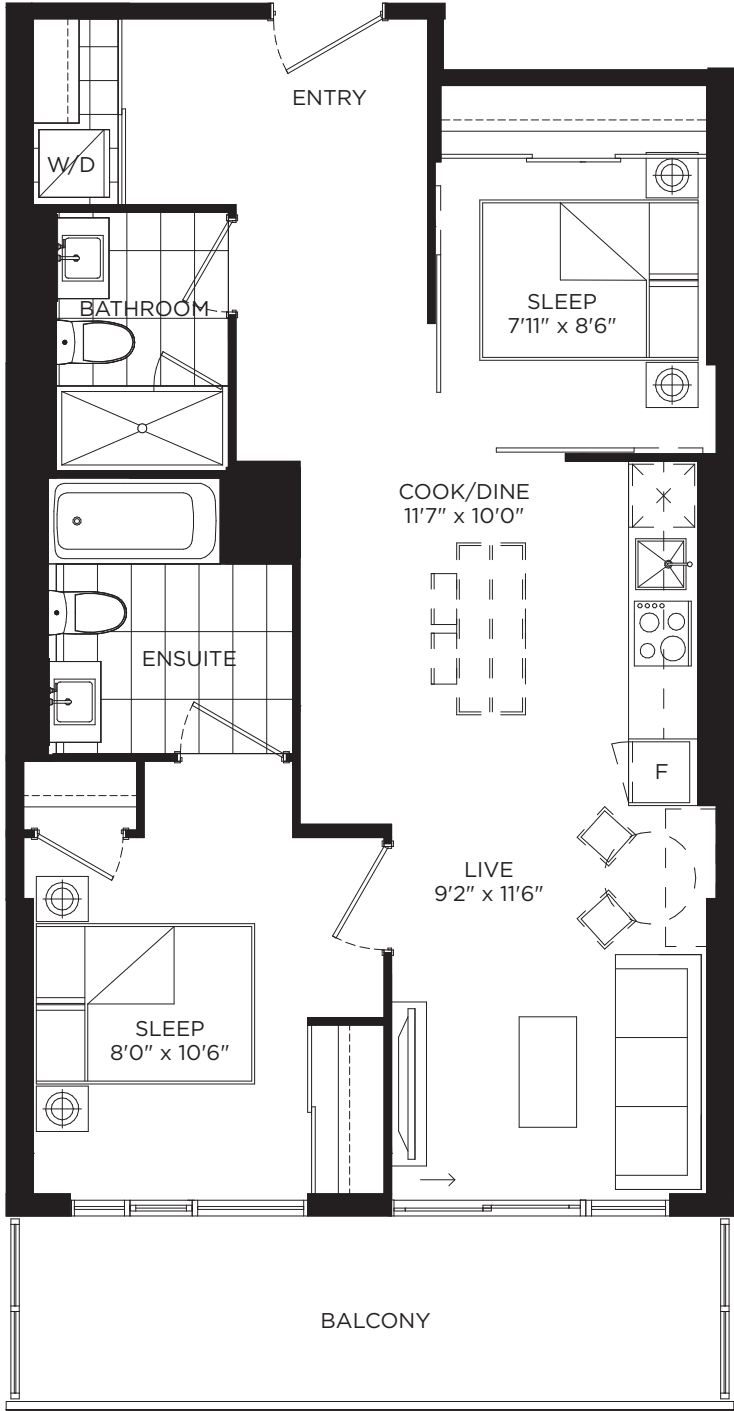 ENTRY
W/D
BATHROOM
SLEEP
7'11" x 8'6"
COOK/DINE
11'7" x 10'0"
ENSUITE
F
LIVE
9'2" x 11'6"
SLEEP
8'0" x 10'6"
BALCONY